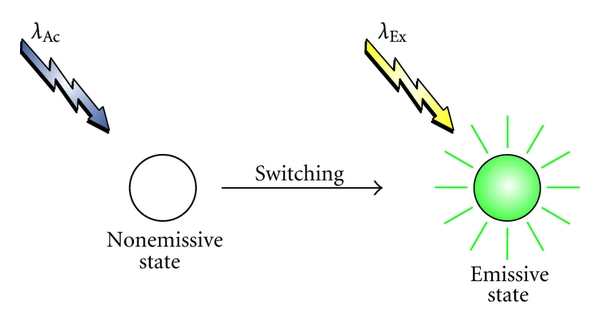 λAc
λEx
Switching
Nonemissive
state
Emissive
state